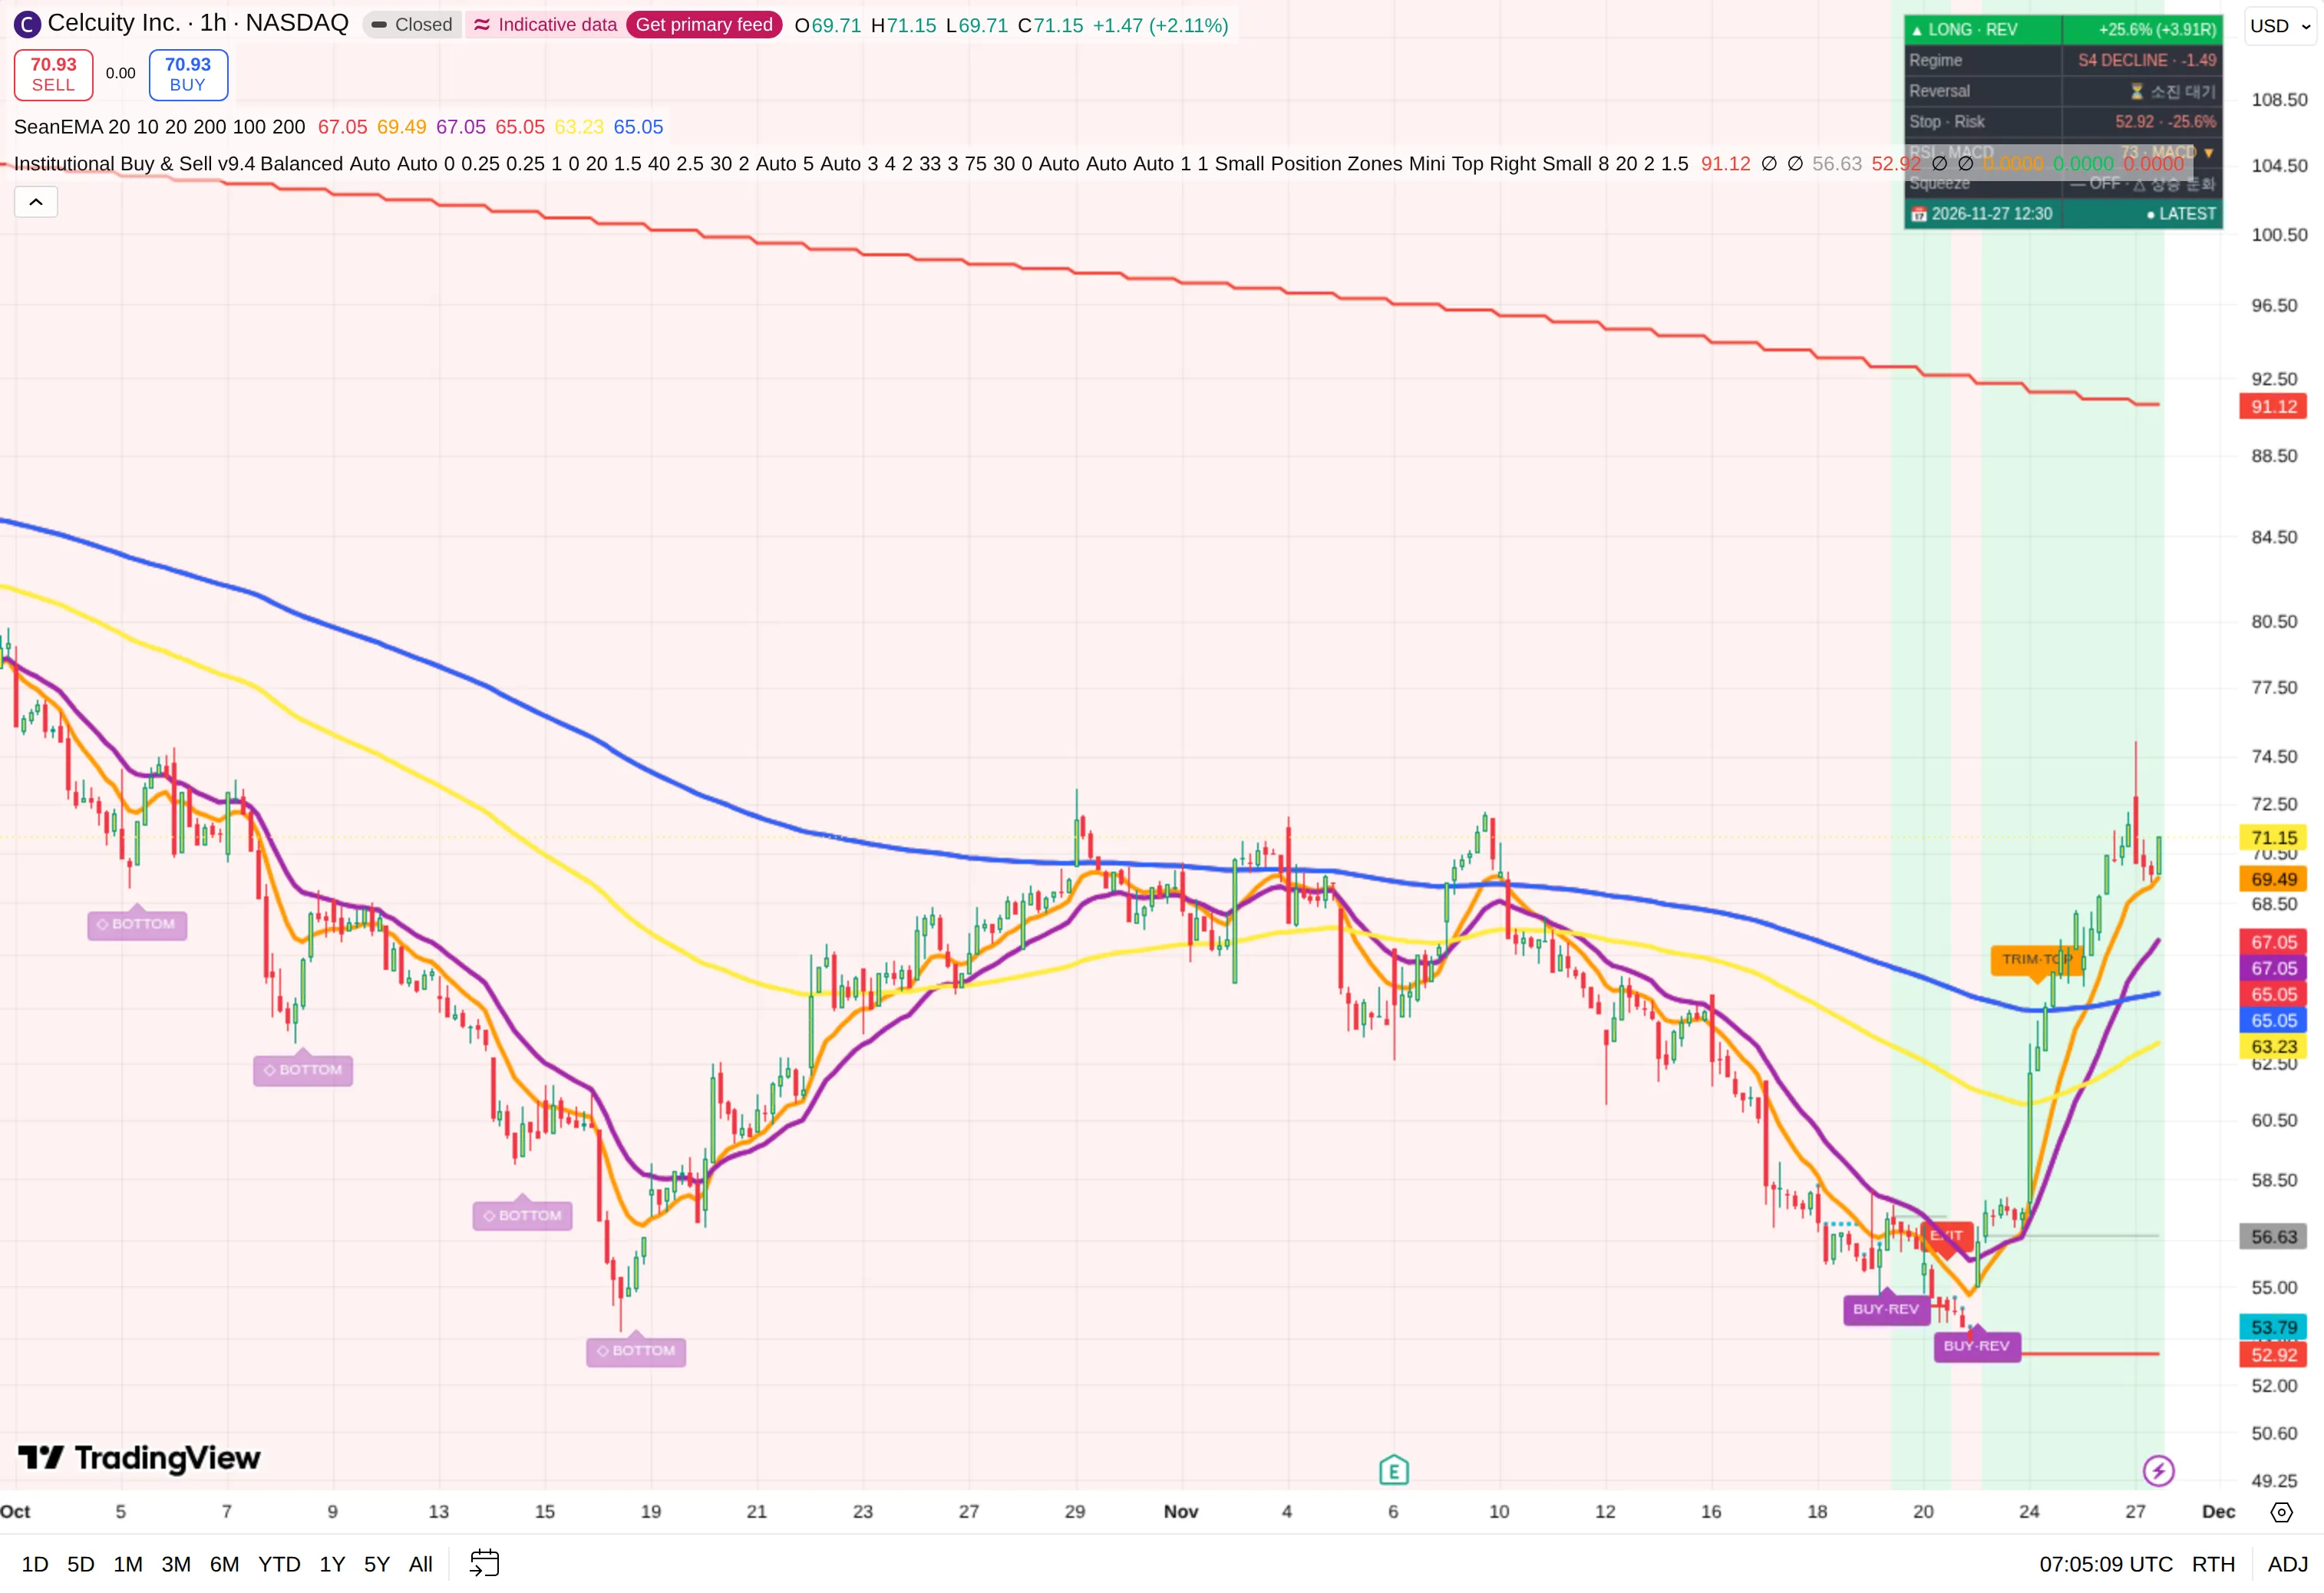 C Celcuity Inc. · 1h · NASDAQ Closed Indicative data Get primary feed O69.71 H71.15 L69.71 C71.15 +1.47 (+2.11%)
70.93 SELL 0.00 70.93 BUY
SeanEMA 20 10 20 200 100 200 67.05 69.49 67.05 65.05 63.23 65.05
Institutional Buy & Sell v9.4 Balanced Auto Auto 0 0.25 0.25 1 0 20 1.5 40 2.5 30 2 Auto 5 Auto 3 4 2 33 3 75 30 0 Auto Auto Auto 1 1 Small Position Zones Mini Top Right Small 8 20 2 1.5 91.12 ∅ ∅ 56.63 52.92 ∅ ∅ 0.0000 0.0000 0.0000
▲ LONG · REV +25.6% (+3.91R)
Regime S4 DECLINE · -1.49
Reversal ⏳ 소진 대기
Stop · Risk 52.92 · -25.6%
RSI · MACD 73 · MACD ▼
Squeeze — OFF · △ 상승 둔화
📅 2026-11-27 12:30 ● LATEST
USD
108.50
104.50
100.50
96.50
92.50
91.12
88.50
84.50
80.50
77.50
74.50
72.50
71.15
70.50
69.49
68.50
67.05
67.05
65.05
65.05
63.23
62.50
60.50
58.50
56.63
55.00
53.79
52.92
52.00
50.60
49.25
◇ BOTTOM
◇ BOTTOM
◇ BOTTOM
◇ BOTTOM
TRIM·TOP
EXIT
BUY·REV
BUY·REV
TradingView
E
Oct 5 7 9 13 15 19 21 23 27 29 Nov 4 6 10 12 16 18 20 24 27 Dec
1D 5D 1M 3M 6M YTD 1Y 5Y All 07:05:09 UTC RTH ADJ